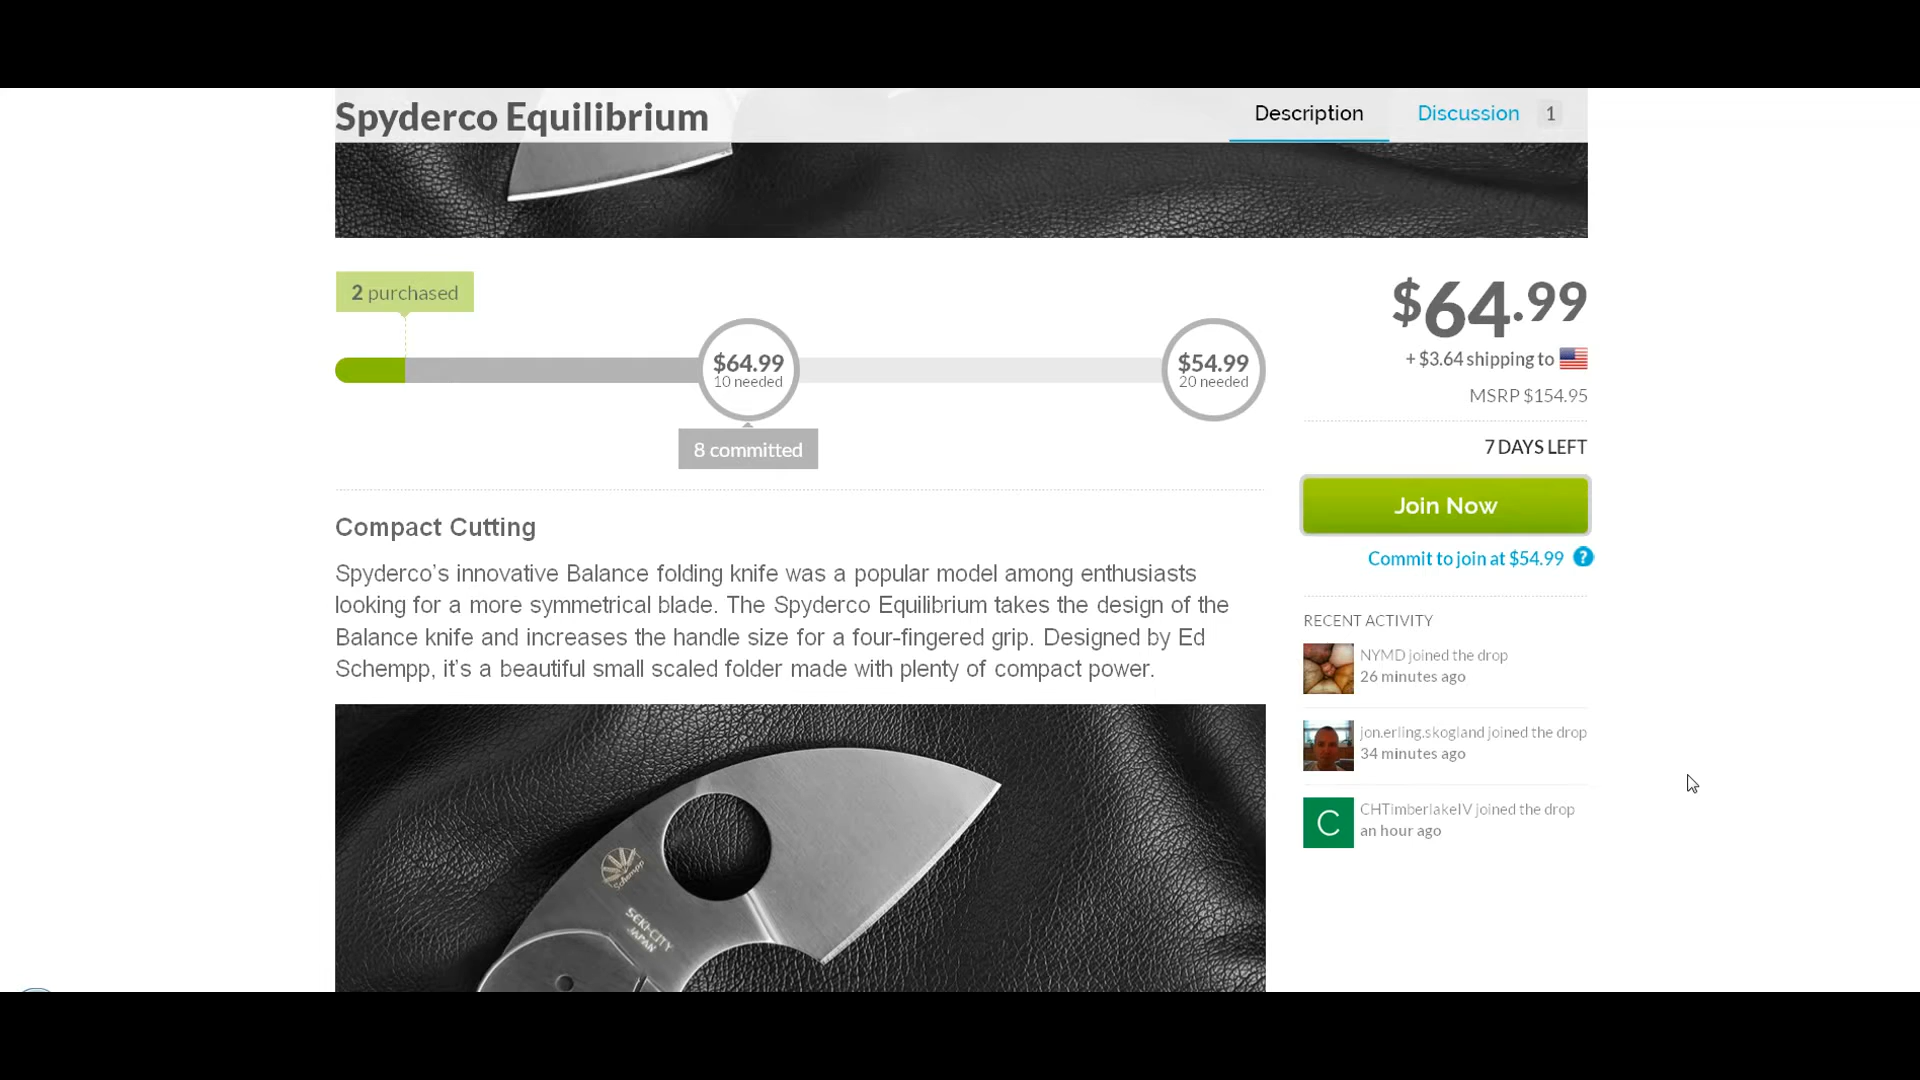 Spyderco Equilibrium
Description
Discussion 1
2 purchased
$64.99
10 needed
$54.99
20 needed
8 committed
$64.99
+ $3.64 shipping to
MSRP $154.95
7 DAYS LEFT
Join Now
Commit to join at $54.99 ?
Compact Cutting
Spyderco’s innovative Balance folding knife was a popular model among enthusiasts
looking for a more symmetrical blade. The Spyderco Equilibrium takes the design of the
Balance knife and increases the handle size for a four-fingered grip. Designed by Ed
Schempp, it’s a beautiful small scaled folder made with plenty of compact power.
RECENT ACTIVITY
NYMD joined the drop
26 minutes ago
jon.erling.skogland joined the drop
34 minutes ago
C
CHTimberlakeIV joined the drop
an hour ago
Schempp
SEKI-CITY
JAPAN